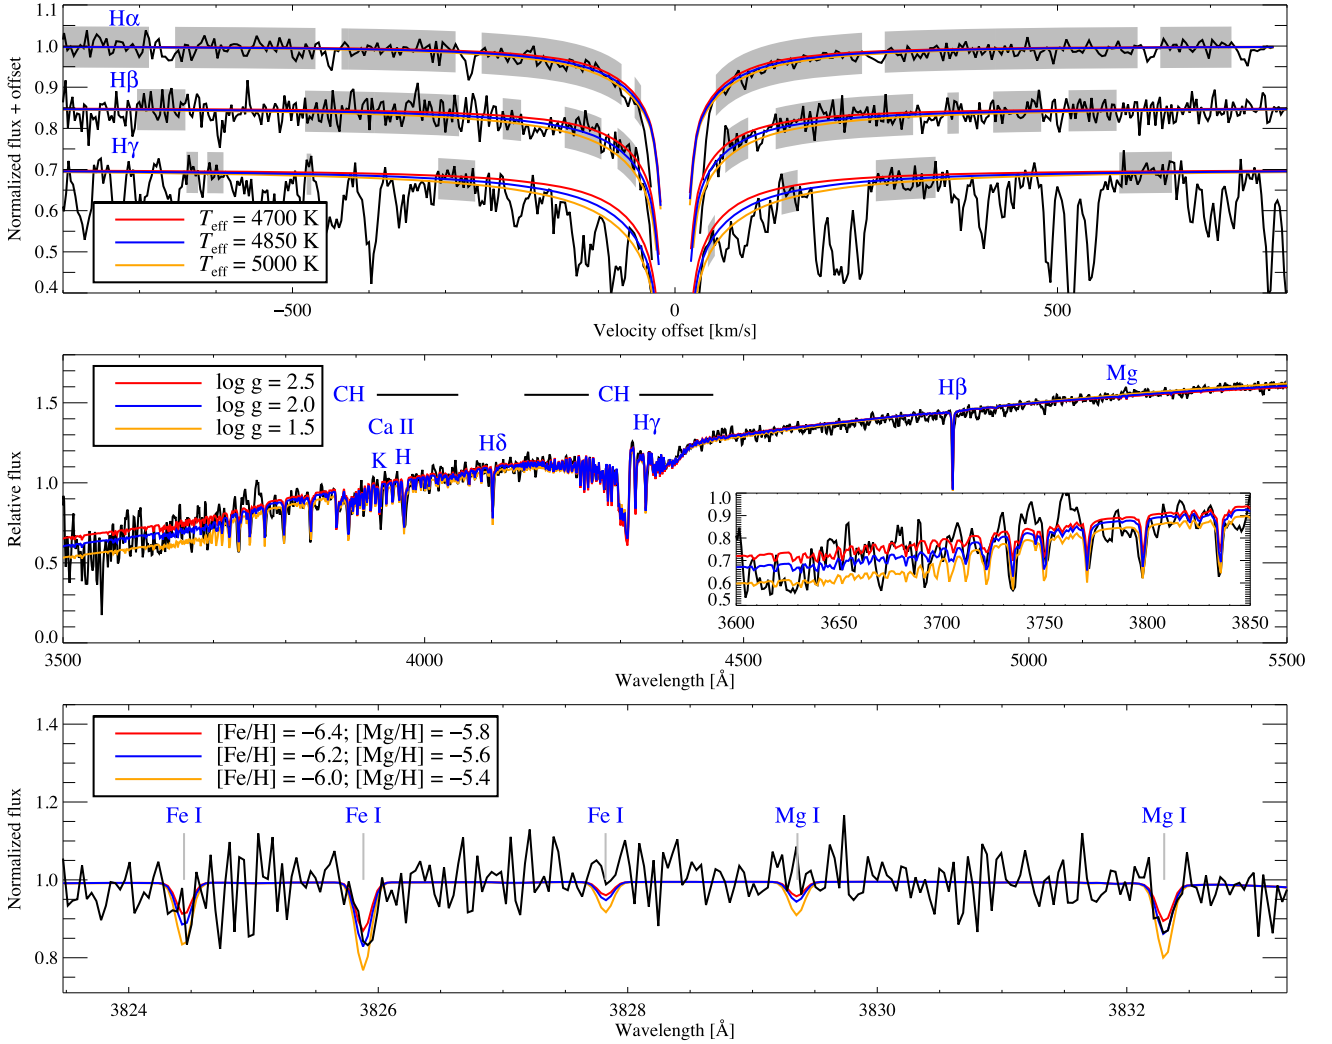 1.1
Hα
1.0
0.9
Hβ
0.8
Hγ
0.7
0.6
0.5
0.4
Normalized flux + offset
T_eff = 4700 K
T_eff = 4850 K
T_eff = 5000 K
−500 0 500
Velocity offset [km/s]
log g = 2.5
log g = 2.0
log g = 1.5
CH CH Mg
Hβ
Ca II
K H Hδ Hγ
1.5
1.0
0.5
0.0
Relative flux
1.0
0.9
0.8
0.7
0.6
0.5
3600 3650 3700 3750 3800 3850
3500 4000 4500 5000 5500
Wavelength [Å]
1.4
1.2
1.0
0.8
Normalized flux
[Fe/H] = −6.4; [Mg/H] = −5.8
[Fe/H] = −6.2; [Mg/H] = −5.6
[Fe/H] = −6.0; [Mg/H] = −5.4
Fe I Fe I Fe I Mg I Mg I
3824 3826 3828 3830 3832
Wavelength [Å]